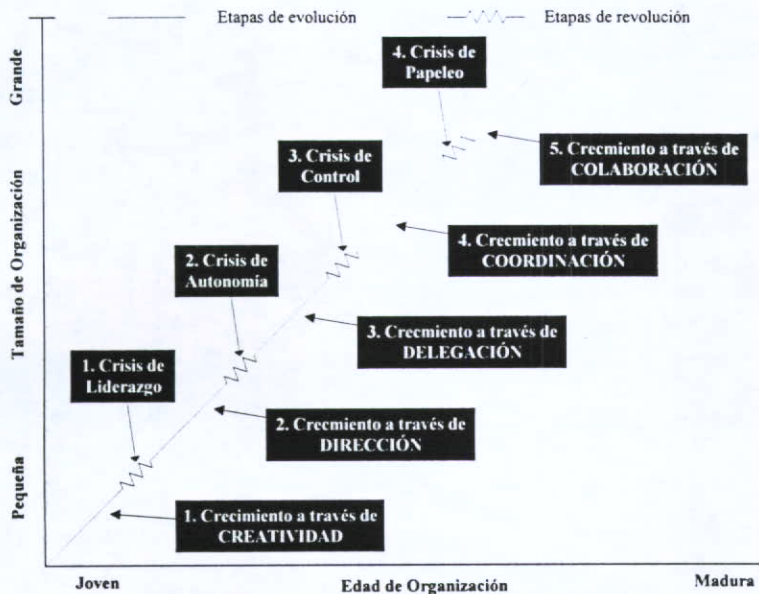 Etapas de evolución
Etapas de revolución
Grande
Tamaño de Organización
Pequeña
4. Crisis de
Papeleo
3. Crisis de
Control
5. Crecmiento a través de
COLABORACIÓN
2. Crisis de
Autonomía
4. Crecmiento a través de
COORDINACIÓN
1. Crisis de
Liderazgo
3. Crecmiento a través de
DELEGACIÓN
2. Crecmiento a través de
DIRECCIÓN
1. Crecimiento a través de
CREATIVIDAD
Joven
Edad de Organización
Madura